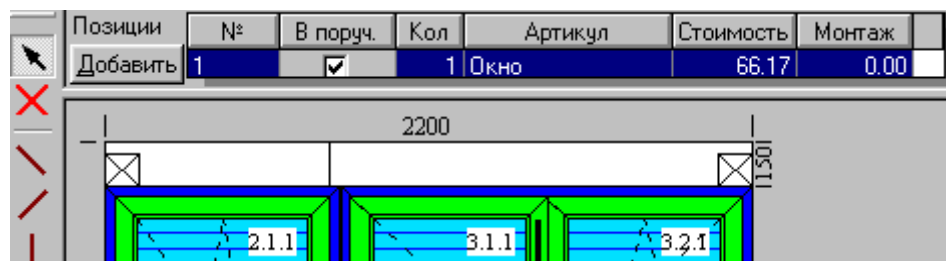 Позиции № В поруч. Кол Артикул Стоимость Монтаж
Добавить 1 1 Окно 66.17 0.00
2200
150
2.1.1 3.1.1 3.2.1